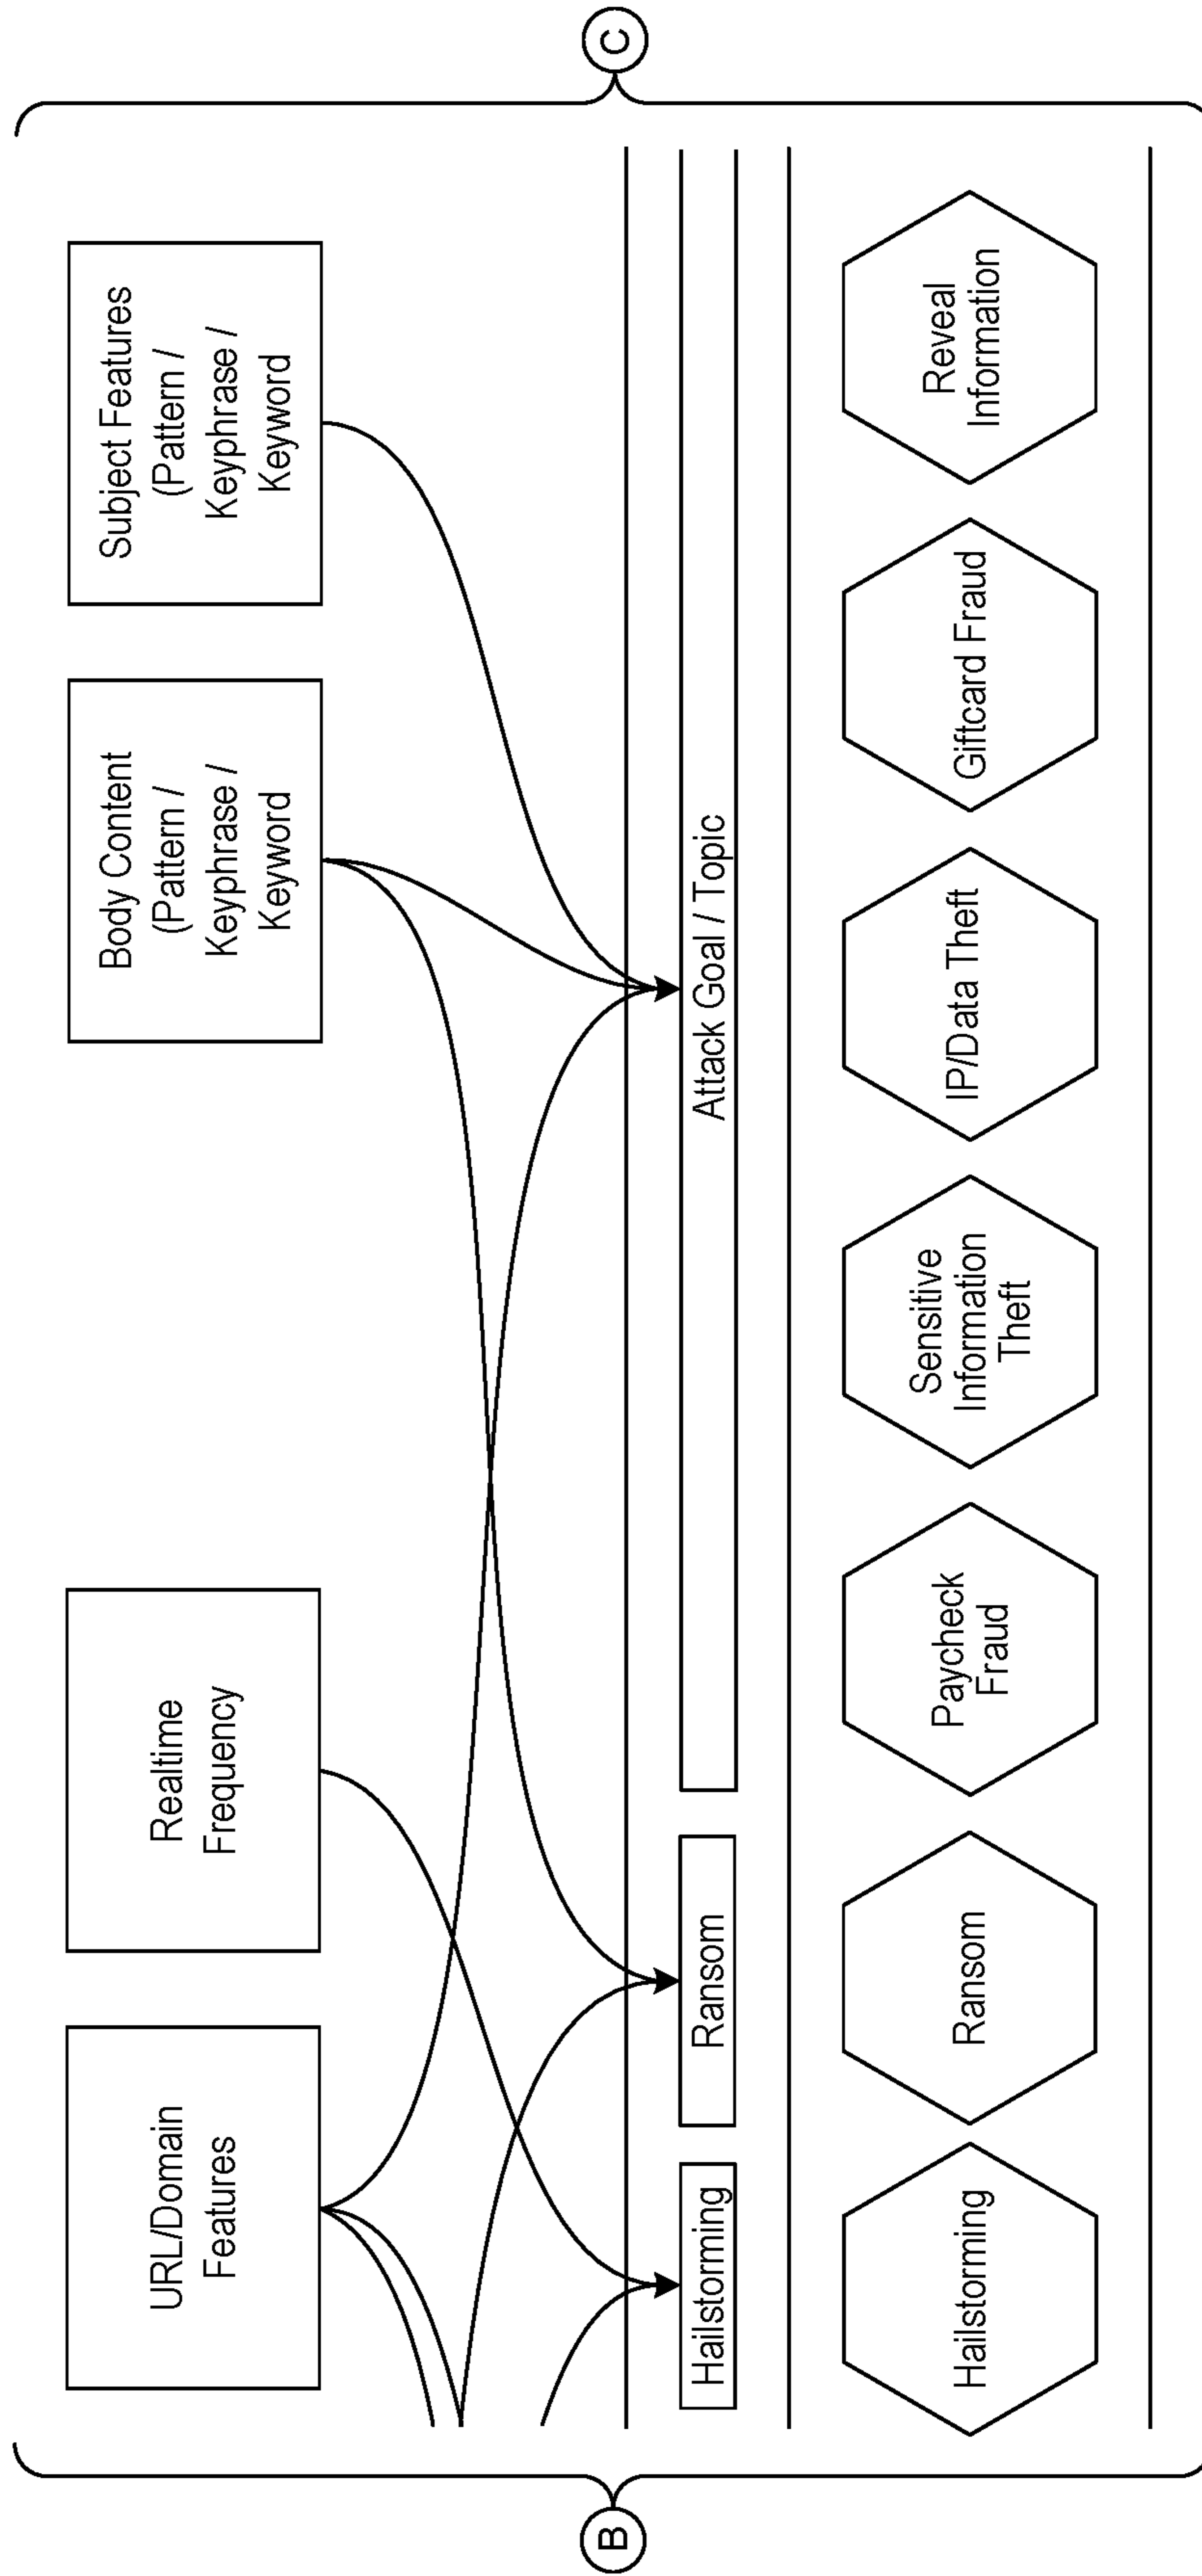 B
URL/Domain
Features
Realtime
Frequency
Body Content
(Pattern /
Keyphrase /
Keyword
Subject Features
(Pattern /
Keyphrase /
Keyword
Hailstorming
Ransom
Attack Goal / Topic
Hailstorming
Ransom
Paycheck
Fraud
Sensitive
Information
Theft
IP/Data Theft
Giftcard Fraud
Reveal
Information
C